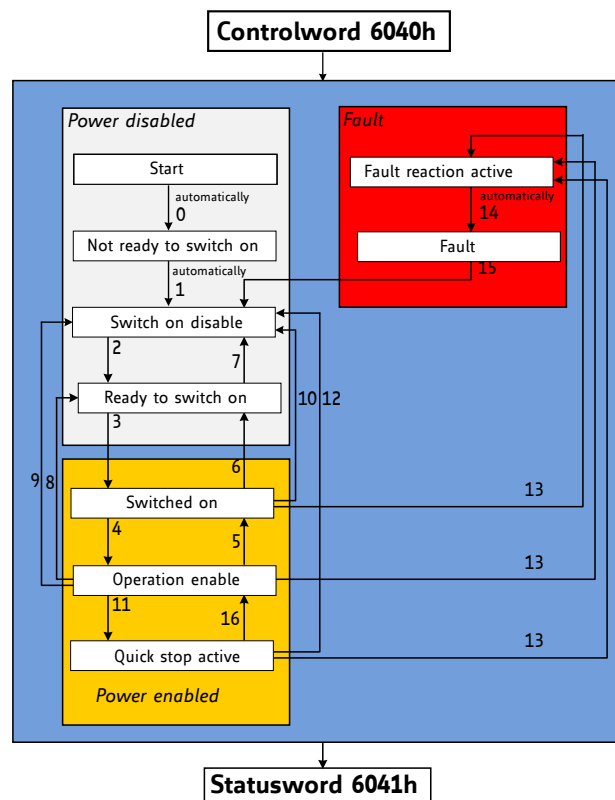 Controlword 6040h
Power disabled
Start
automatically
0
Not ready to switch on
automatically
1
Switch on disable
2
7
Ready to switch on
3
10
12
9
8
6
Switched on
4
5
Operation enable
11
16
Quick stop active
Power enabled
Fault
Fault reaction active
automatically
14
Fault
15
13
13
13
Statusword 6041h